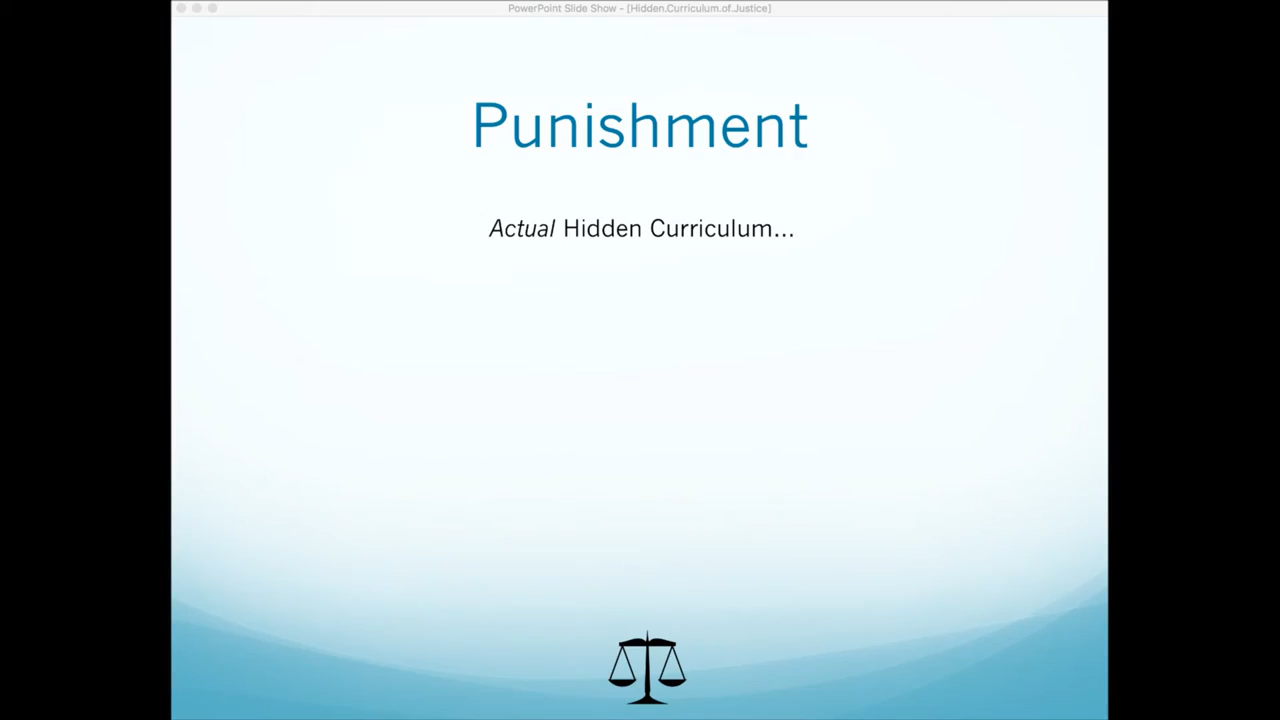 PowerPoint Slide Show - [Hidden.Curriculum.of.Justice]
Punishment
Actual Hidden Curriculum...